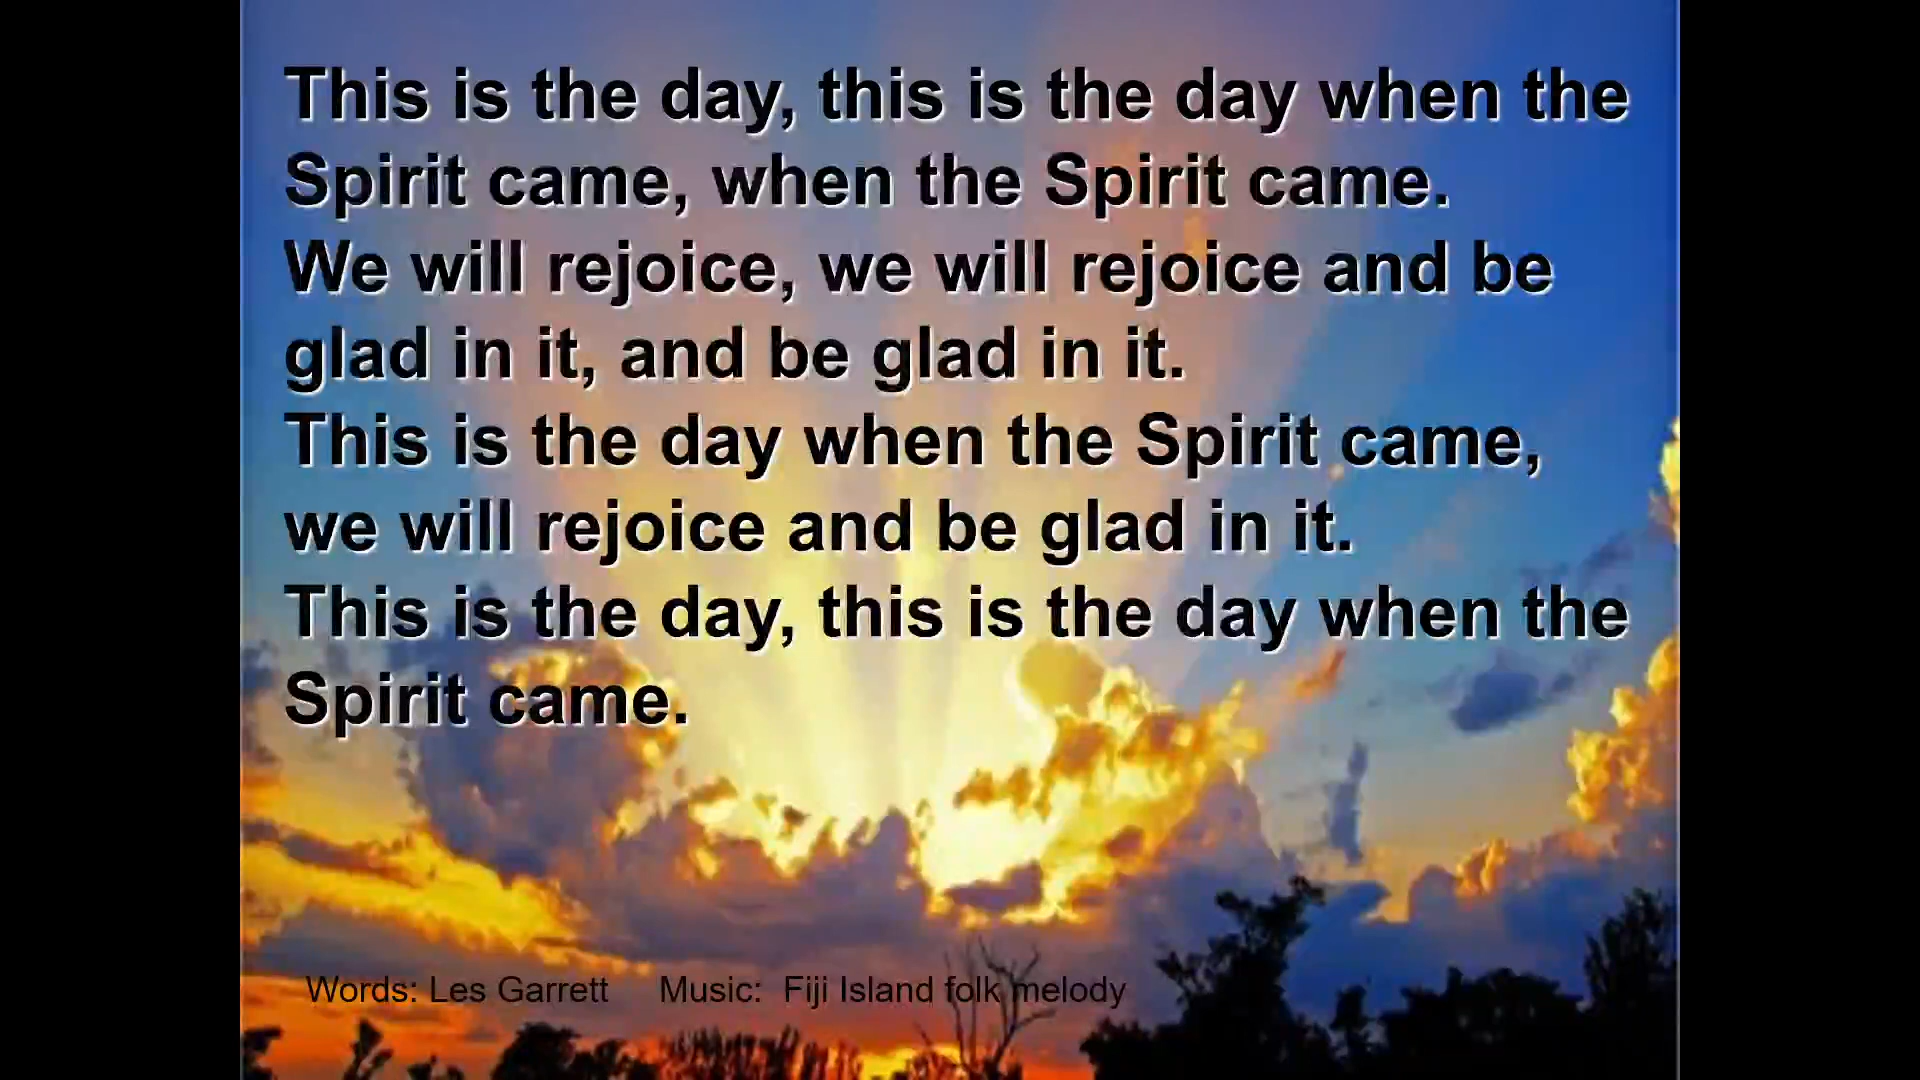 This is the day, this is the day when the
Spirit came, when the Spirit came.
We will rejoice, we will rejoice and be
glad in it, and be glad in it.
This is the day when the Spirit came,
we will rejoice and be glad in it.
This is the day, this is the day when the
Spirit came.
Words: Les Garrett Music: Fiji Island folk melody